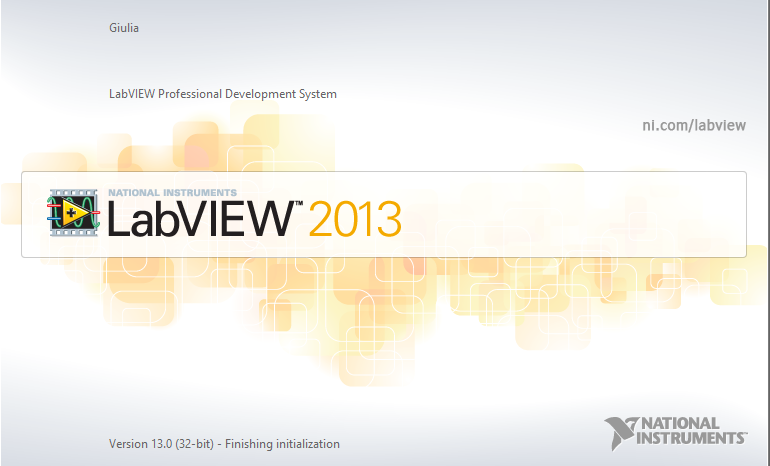 Giulia
LabVIEW Professional Development System
ni.com/labview
NATIONAL INSTRUMENTS
LabVIEW™ 2013
Version 13.0 (32-bit) - Finishing initialization
NATIONAL
INSTRUMENTS™